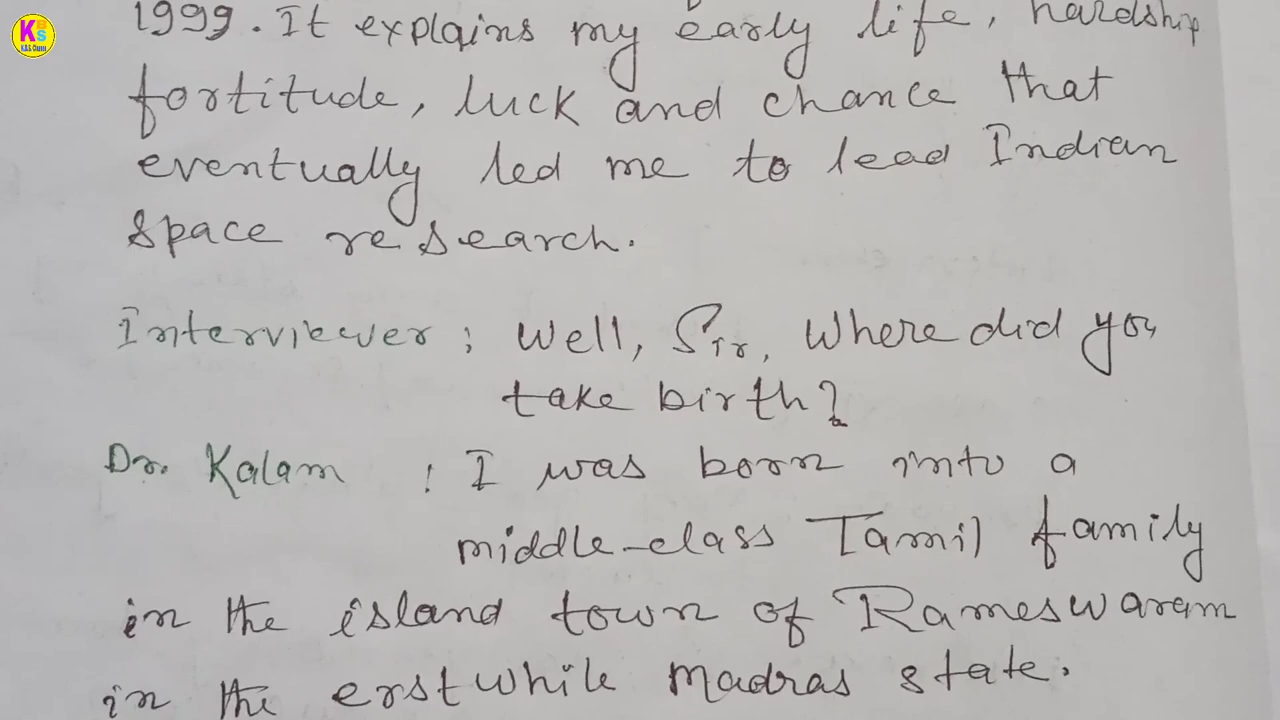 K&S
K&S Classes
1999. It explains my early life, hardship
fortitude, luck and chance that
eventually led me to lead Indian
space research.
Interviewer : Well, Sir, Where did you
take birth?
Dr. Kalam : I was born into a
middle-class Tamil family
in the island town of Rameswaram
in the erstwhile Madras state.